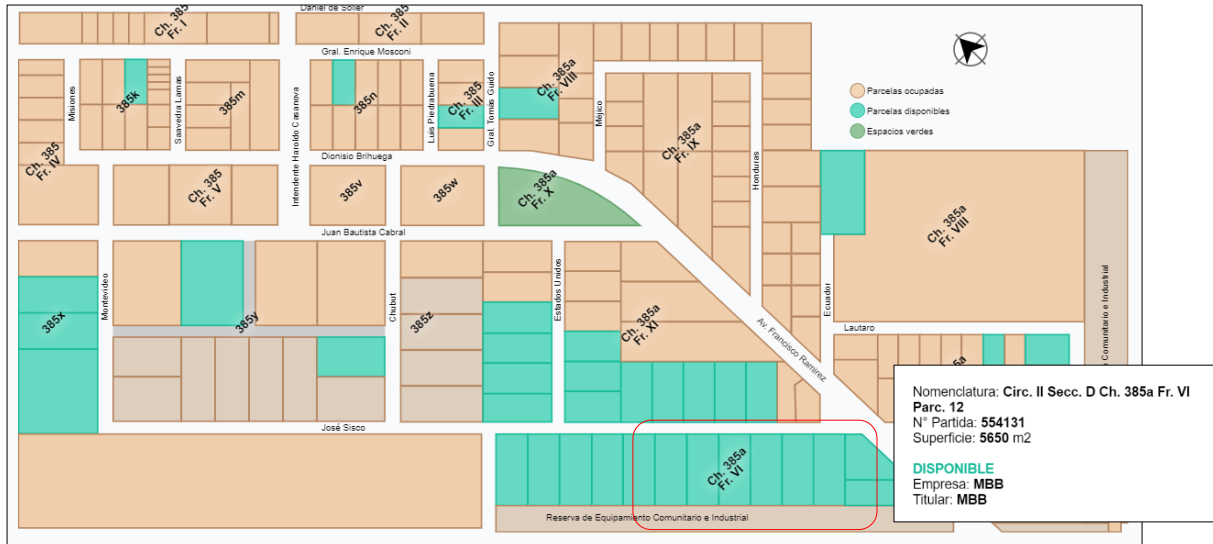 Daniel de Solier
Ch. 385
Fr. I
Ch. 385
Fr. II
Gral. Enrique Mosconi
Misiones
385k
Saavedra Lamas
385m
Intendente Haroldo Casanova
385n
Luis Piedrabuena
Ch. 385
Fr. III
Gral. Tomás Guido
Ch. 385a
Fr. VIII
Méjico
Ch. 385a
Fr. IX
Honduras
Parcelas ocupadas
Parcelas disponibles
Espacios verdes
Ch. 385
Fr. IV
Dionisio Brihuega
Ch. 385
Fr. V
385v
385w
Ch. 385a
Fr. X
Ch. 385a
Fr. VIII
Juan Bautista Cabral
385x
Montevideo
385y
Chubut
385z
Estados Unidos
Ch. 385a
Fr. XI
Av. Francisco Ramirez
Ecuador
Lautaro
Comunitario e Industrial
José Sisco
Ch. 385a
Fr. VI
Reserva de Equipamiento Comunitario e Industrial
Nomenclatura: Circ. II Secc. D Ch. 385a Fr. VI
Parc. 12
N° Partida: 554131
Superficie: 5650 m2
DISPONIBLE
Empresa: MBB
Titular: MBB